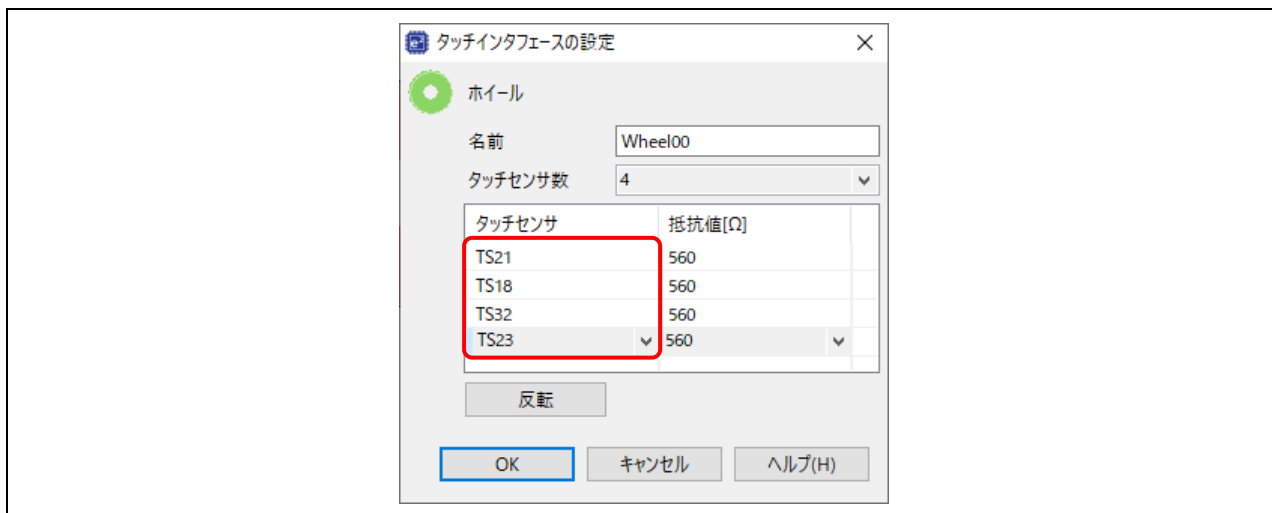 タッチインタフェースの設定
ホイール
名前 Wheel00
タッチセンサ数 4
タッチセンサ 抵抗値[Ω]
TS21 560
TS18 560
TS32 560
TS23 560
反転
OK キャンセル ヘルプ(H)